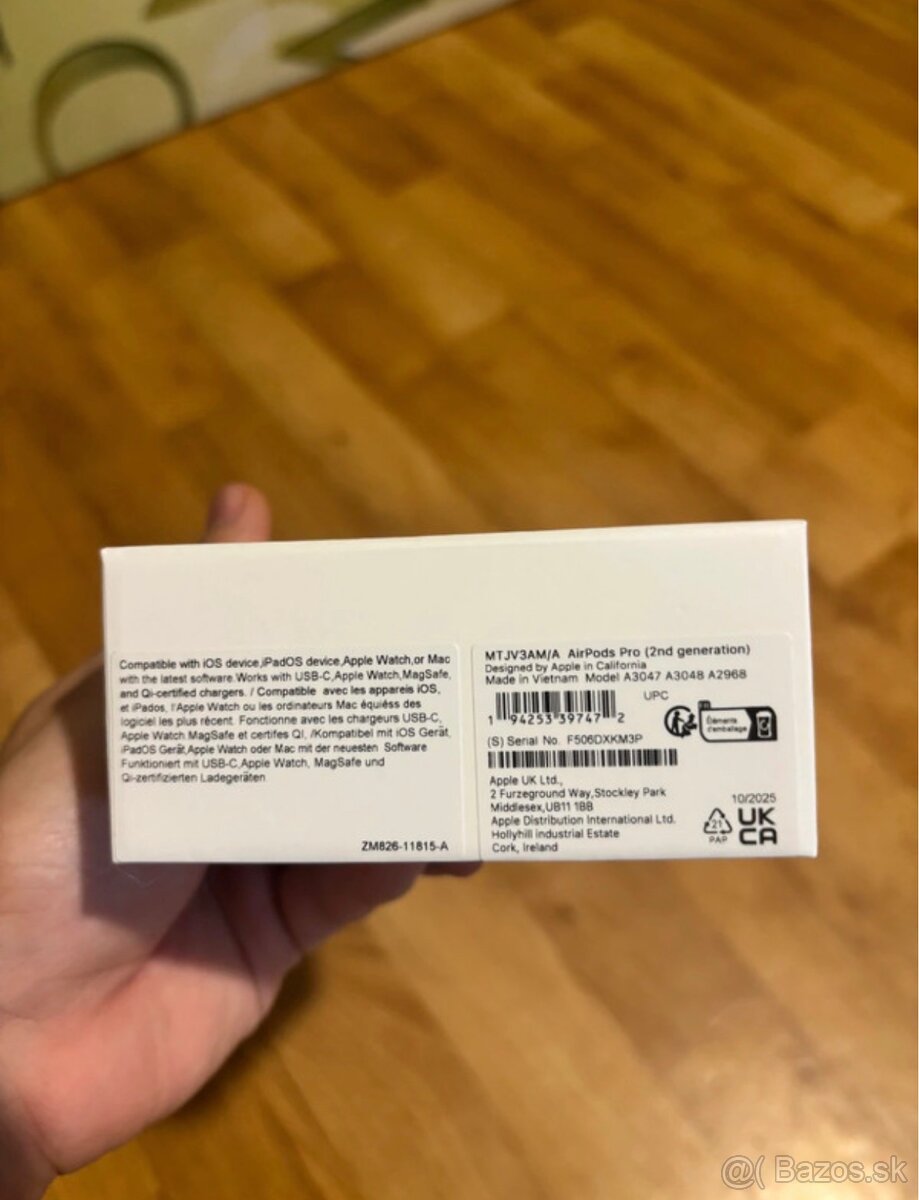 Compatible with iOS device,iPadOS device,Apple Watch,or Mac
with the latest software.Works with USB-C,Apple Watch,MagSafe,
and Qi-certified chargers. / Compatible avec les appareils iOS,
et iPados, l'Apple Watch ou les ordinateurs Mac équiéss des
logiciel les plus récent. Fonctionne avec les chargeurs USB-C,
Apple Watch MagSafe et certifes QI, /Kompatibel mit iOS Gerät,
iPadOS Gerät,Apple Watch oder Mac mit der neuesten Software
Funktioniert mit USB-C,Apple Watch, MagSafe und
Qi-zertifizierten Ladegeräten
ZM826-11815-A
MTJV3AM/A AirPods Pro (2nd generation)
Designed by Apple in California
Made in Vietnam Model A3047 A3048 A2968
UPC
1 94253 39747 2
Éléments
d'emballage
(S) Serial No. F506DXKM3P
Apple UK Ltd.,
2 Furzeground Way,Stockley Park
Middlesex,UB11 1BB
Apple Distribution International Ltd.
Hollyhill industrial Estate
Cork, Ireland
10/2025
21
PAP
UK
CA
@( Bazos.sk